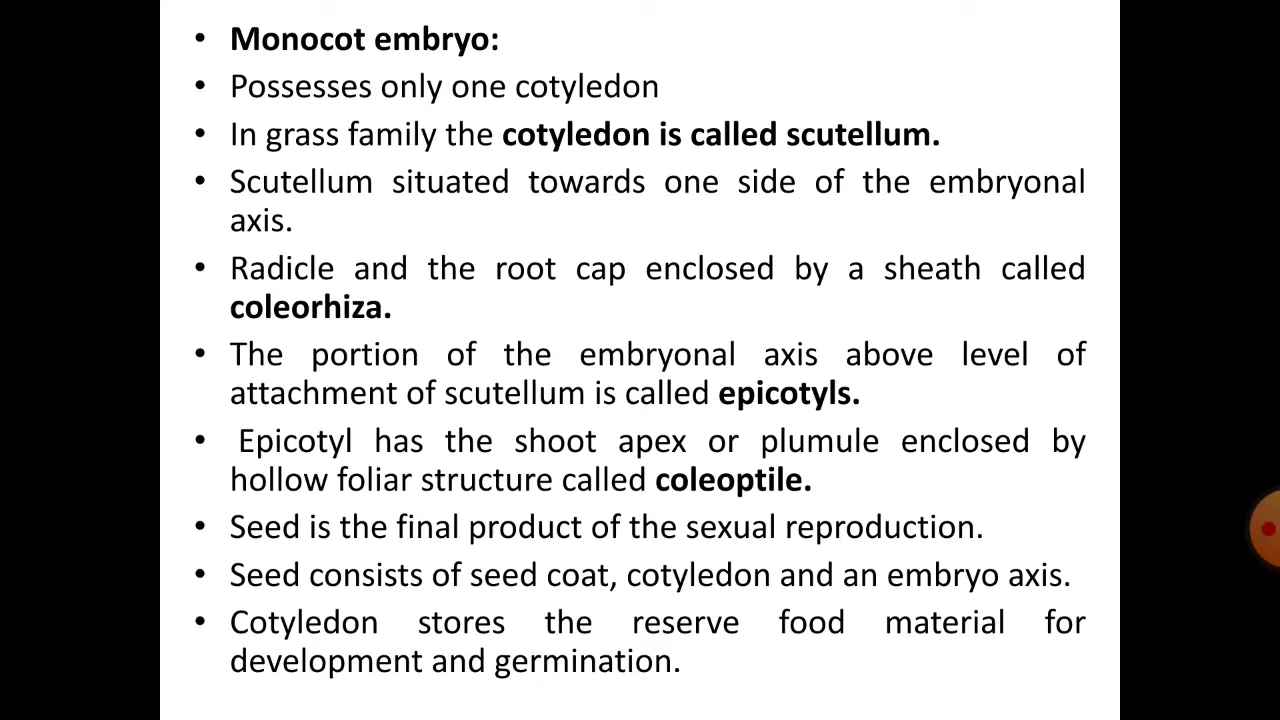 • Monocot embryo:
• Possesses only one cotyledon
• In grass family the cotyledon is called scutellum.
• Scutellum situated towards one side of the embryonal
axis.
• Radicle and the root cap enclosed by a sheath called
coleorhiza.
• The portion of the embryonal axis above level of
attachment of scutellum is called epicotyls.
• Epicotyl has the shoot apex or plumule enclosed by
hollow foliar structure called coleoptile.
• Seed is the final product of the sexual reproduction.
• Seed consists of seed coat, cotyledon and an embryo axis.
• Cotyledon stores the reserve food material for
development and germination.